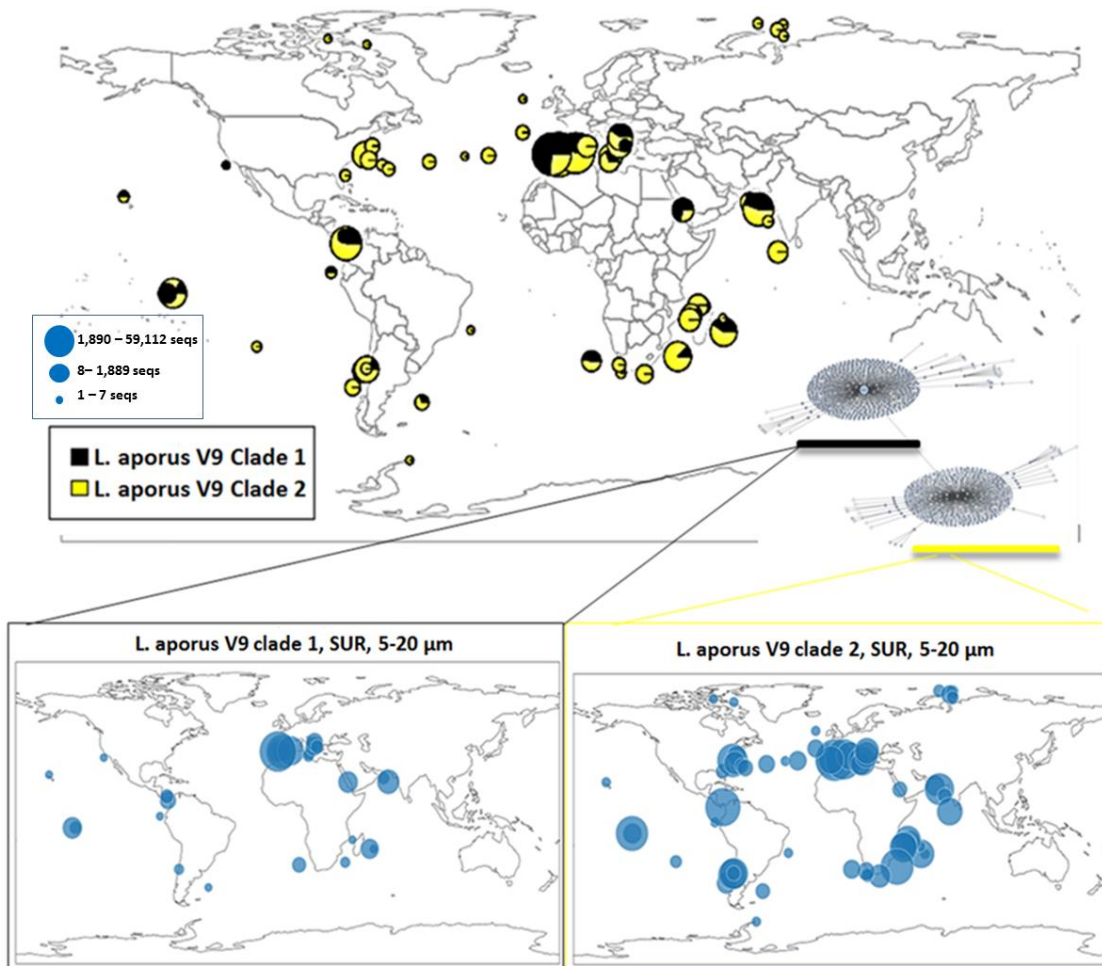 1,890 – 59,112 seqs
8– 1,889 seqs
1 – 7 seqs
L. aporus V9 Clade 1
L. aporus V9 Clade 2
L. aporus V9 clade 1, SUR, 5-20 µm
L. aporus V9 clade 2, SUR, 5-20 µm